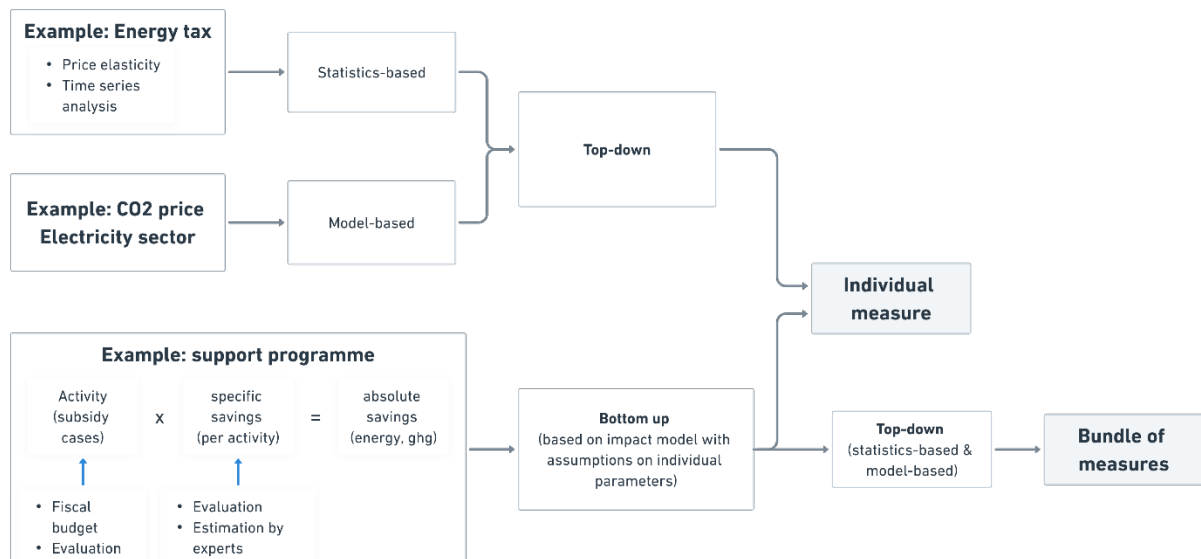 Example: Energy tax
• Price elasticity
• Time series
analysis
Statistics-based
Top-down
Example: CO2 price
Electricity sector
Model-based
Individual
measure
Example: support programme
Activity
(subsidy
cases)
x
specific
savings
(per activity)
=
absolute
savings
(energy, ghg)
• Fiscal
budget
• Evaluation
• Evaluation
• Estimation by
experts
Bottom up
(based on impact model with
assumptions on individual
parameters)
Top-down
(statistics-based &
model-based)
Bundle of
measures